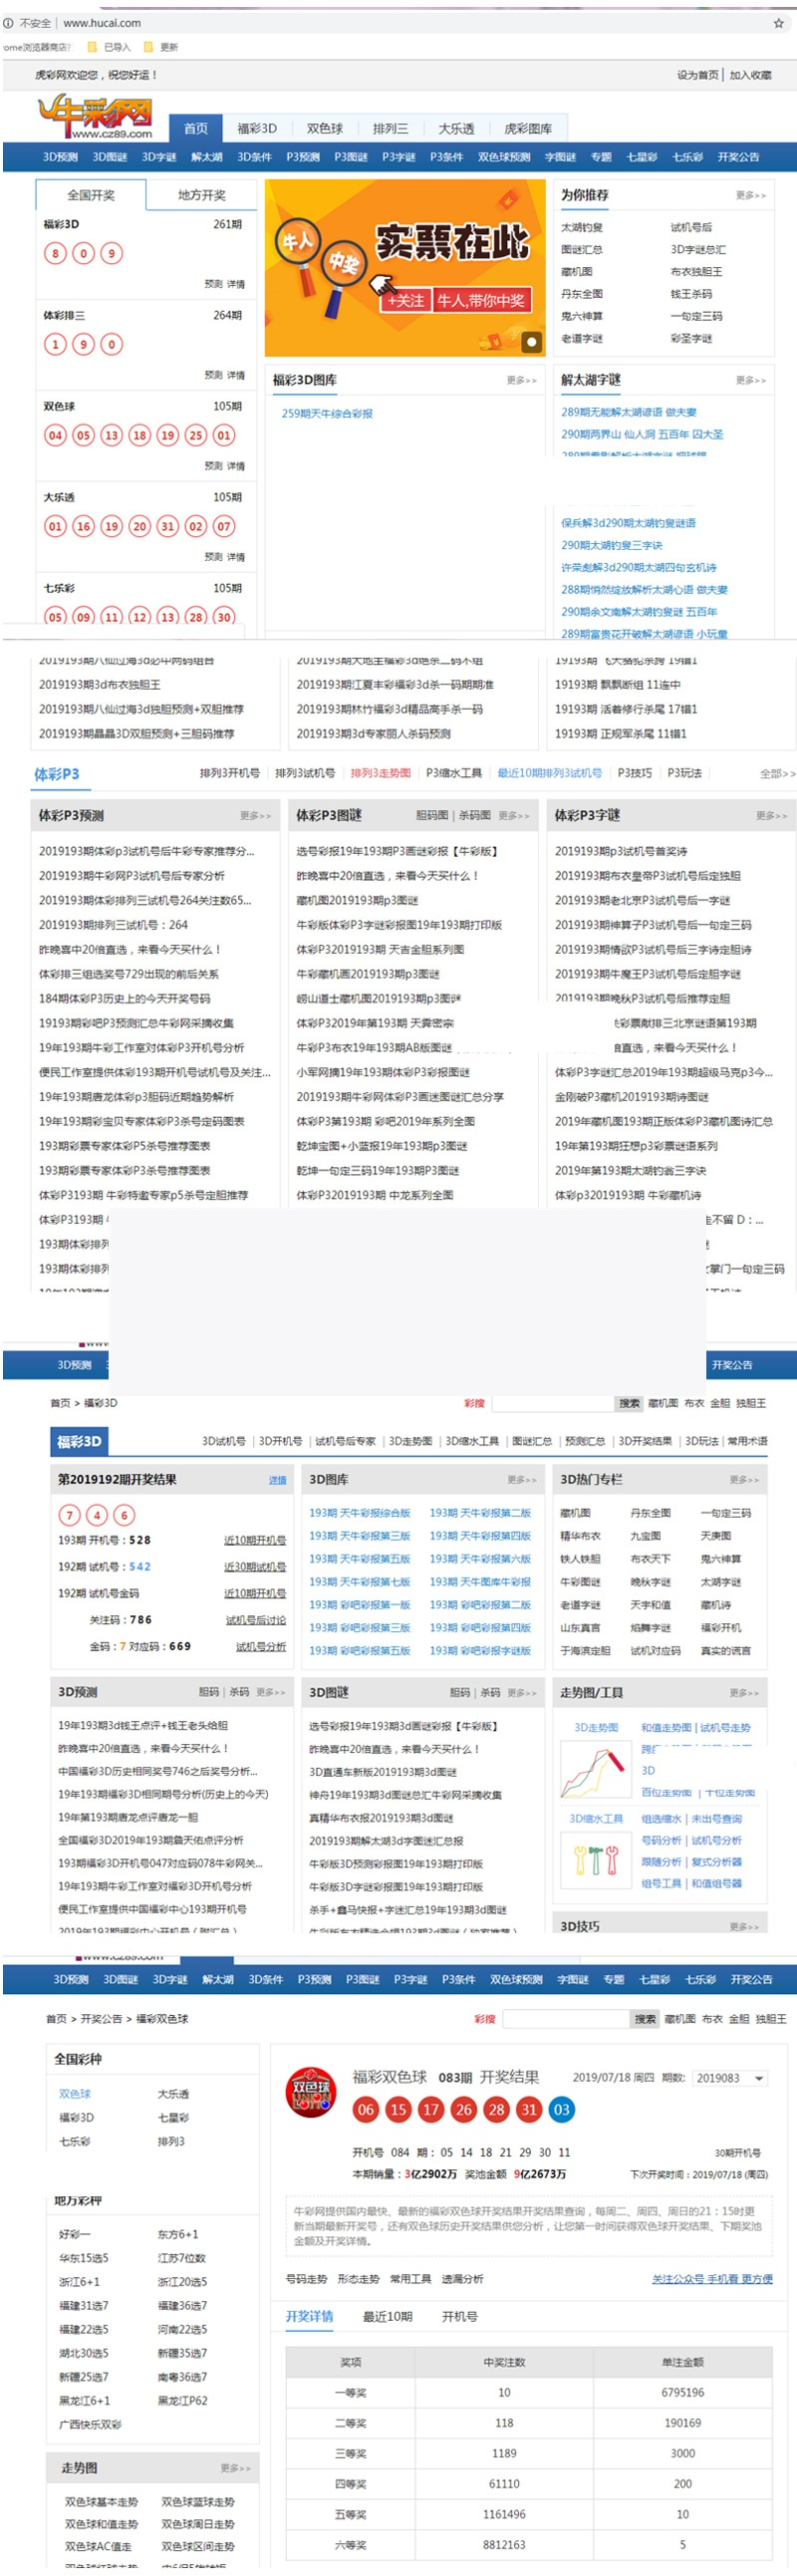 不安全 www.hucai.com
ome浏览器商店 已导入 更新
虎彩网欢迎您，祝您好运！ 设为首页 加入收藏
牛彩网
www.cz89.com
首页 福彩3D 双色球 排列三 大乐透 虎彩图库
3D预测 3D图谜 3D字谜 解太湖 3D条件 P3预测 P3图谜 P3字谜 P3条件 双色球预测 字图谜 专题 七星彩 七乐彩 开奖公告
全国开奖 地方开奖
福彩3D 261期
8 0 9
预测 详情
体彩排三 264期
1 9 0
预测 详情
双色球 105期
04 05 13 18 19 25 01
预测 详情
大乐透 105期
01 16 19 20 31 02 07
预测 详情
七乐彩 105期
05 09 11 12 13 28 30
牛人 中奖
实票在此
+关注 牛人,带你中奖
福彩3D图库 更多>>
259期天牛综合彩报
为你推荐 更多>>
太湖钓叟 试机号后
图谜汇总 3D字谜总汇
藏机图 布衣独胆王
丹东全图 钱王杀码
鬼六神算 一句定三码
老道字谜 彩圣字谜
解太湖字谜 更多>>
289期无能解太湖谚语 做夫妻
290期两界山 仙人洞 五百年 囚大圣
保兵解3d290期太湖钓叟谜语
290期太湖钓叟三字诀
许荣彪解3d290期太湖四句玄机诗
288期悄然绽放解析太湖心语 做夫妻
290期余文南解太湖钓叟谜 五百年
289期富贵花开破解太湖谚语 小玩童
2019193期八仙过海3d必中两码组合 2019193期大地主福彩3d绝杀二码不组 19193期 飞天骆驼杀跨 19错1
2019193期3d布衣独胆王 2019193期江夏丰彩福彩3d杀一码期期准 19193期 飘飘断组 11连中
2019193期八仙过海3d独胆预测+双胆推荐 2019193期林竹福彩3d精品高手杀一码 19193期 活着修行杀尾 17错1
2019193期晶晶3D双胆预测+三胆码推荐 2019193期3d专家丽人杀码预测 19193期 正规军杀尾 11错1
体彩P3 排列3开机号 排列3试机号 排列3走势图 P3缩水工具 最近10期排列3试机号 P3技巧 P3玩法 全部>>
体彩P3预测 更多>>
2019193期体彩p3试机号后牛彩专家推荐分...
2019193期牛彩网P3试机号后专家分析
2019193期体彩排列三试机号264关注数65...
2019193期排列三试机号：264
昨晚喜中20倍直选，来看今天买什么！
体彩排三组选奖号729出现的前后关系
184期体彩P3历史上的今天开奖号码
19193期彩吧P3预测汇总牛彩网采摘收集
19年193期牛彩工作室对体彩P3开机号分析
便民工作室提供体彩193期开机号试机号及关注...
19年193期唐龙体彩p3胆码近期趋势解析
19年193期彩宝贝专家体彩P3杀号定码图表
193期彩票专家体彩P5杀号推荐图表
193期彩票专家体彩P3杀号推荐图表
体彩P3193期 牛彩特邀专家p5杀号定胆推荐
体彩P3193期
193期体彩排列
193期体彩排列
体彩P3图谜 胆码图 | 杀码图 更多>>
选号彩报19年193期P3画谜彩报【牛彩版】
昨晚喜中20倍直选，来看今天买什么！
藏机图2019193期p3图谜
牛彩版体彩P3字谜彩报图19年193期打印版
体彩P32019193期 天吉金胆系列图
牛彩藏机画2019193期p3图谜
崂山道士藏机图2019193期p3图谜
体彩P32019年第193期 天霁密宗
牛彩P3布衣19年193期AB版图谜
小军网摘19年193期体彩P3彩报图谜
2019193期牛彩网体彩P3画迷图谜汇总分享
体彩P3第193期 彩吧2019年系列全图
乾坤宝图+小蓝报19年193期p3图谜
乾坤一句定三码19年193期P3图谜
体彩P32019193期 中龙系列全图
体彩P3字谜 更多>>
2019193期p3试机号首奖诗
2019193期布衣皇帝P3试机号后定独胆
2019193期老北京P3试机号后一字谜
2019193期神算子P3试机号后一句定三码
2019193期情欲P3试机号后三字诗定胆诗
2019193期牛魔王P3试机号后定胆字谜
2019193期晚秋P3试机号后推荐定胆
彩票献排三北京谜语第193期
倍直选，来看今天买什么！
体彩P3字谜汇总2019年193期超级马克p3今...
金刚破P3藏机2019193期诗图谜
2019年藏机图193期正版体彩P3藏机图诗汇总
19年第193期狂想p3彩票谜语系列
2019年第193期太湖钓翁三字诀
体彩p32019193期 牛彩藏机诗
走不留 D：...
掌门一句定三码
3D预测 开奖公告
首页 > 福彩3D 彩搜 搜索 藏机图 布衣 金胆 独胆王
福彩3D 3D试机号 | 3D开机号 | 试机号后专家 | 3D走势图 | 3D缩水工具 | 图谜汇总 | 预测汇总 | 3D开奖结果 | 3D玩法 | 常用术语
第2019192期开奖结果 详情
7 4 6
193期 开机号：528 近10期开机号
192期 试机号：542 近30期试机号
192期 试机号金码 近10期开机号
关注码：786 试机号后讨论
金码：7 对应码：669 试机号分析
3D图库 更多>>
193期 天牛彩报综合版 193期 天牛彩报第二版
193期 天牛彩报第三版 193期 天牛彩报第四版
193期 天牛彩报第五版 193期 天牛彩报第六版
193期 天牛彩报第七版 193期 天牛图库牛彩报
193期 彩吧彩报第一版 193期 彩吧彩报第二版
193期 彩吧彩报第三版 193期 彩吧彩报第四版
193期 彩吧彩报第五版 193期 彩吧彩报字谜版
3D热门专栏 更多>>
藏机图 丹东全图 一句定三码
精华布衣 九宝图 天庚图
铁人铁胆 布衣天下 鬼六神算
牛彩图谜 晚秋字谜 太湖字谜
老道字谜 天字和值 藏机诗
山东真言 焰舞字谜 福彩开机
于海滨定胆 试机对应码 真实的谎言
3D预测 胆码 | 杀码 更多>>
19年193期3d钱王点评+钱王老头给胆
昨晚喜中20倍直选，来看今天买什么！
中国福彩3D历史相同奖号746之后奖号分析...
19年193期福彩3D相同期号分析(历史上的今天)
19年第193期唐龙点评唐龙一胆
全国福彩3D2019年193期詹天佑点评分析
193期福彩3D开机号047对应码078牛彩网关...
19年193期牛彩工作室对福彩3D开机号分析
便民工作室提供中国福彩中心193期开机号
2019年193期福彩中心开机号（附汇总）
3D图谜 胆码 | 杀码 更多>>
选号彩报19年193期3d画谜彩报【牛彩版】
昨晚喜中20倍直选，来看今天买什么！
3D直通车新版2019193期3d图谜
神舟19年193期3d图谜总汇牛彩网采摘收集
真精华布衣报2019193期3d图谜
2019193期解太湖3d字图谜汇总报
牛彩版3D预测彩报图19年193期打印版
牛彩版3D字谜彩报图19年193期打印版
杀手+鑫马快报+字迷汇总19年193期3d图谜
走势图/工具 更多>>
3D走势图 和值走势图 | 试机号走势
3D
百位走势图 | 十位走势图
3D缩水工具 组选缩水 | 未出号查询
号码分析 | 试机号分析
跟随分析 | 复式分析器
组号工具 | 和值组号器
3D技巧 更多>>
www.cz89.com
3D预测 3D图谜 3D字谜 解太湖 3D条件 P3预测 P3图谜 P3字谜 P3条件 双色球预测 字图谜 专题 七星彩 七乐彩 开奖公告
首页 > 开奖公告 > 福彩双色球 彩搜 搜索 藏机图 布衣 金胆 独胆王
全国彩种
双色球 大乐透
福彩3D 七星彩
七乐彩 排列3
地方彩种
好彩一 东方6+1
华东15选5 江苏7位数
浙江6+1 浙江20选5
福建31选7 福建36选7
福建22选5 河南22选5
湖北30选5 新疆35选7
新疆25选7 南粤36选7
黑龙江6+1 黑龙江P62
广西快乐双彩
走势图 更多>>
双色球基本走势 双色球蓝球走势
双色球和值走势 双色球周日走势
双色球AC值走 双色球区间走势
双色球 UNION LOTTO
福彩双色球 083期 开奖结果 2019/07/18 周四 期数: 2019083
06 15 17 26 28 31 03
开机号 084 期：05 14 18 21 29 30 11 30期开机号
本期销量：3亿2902万 奖池金额 9亿2673万 下次开奖时间：2019/07/18 (周四)
牛彩网提供国内最快、最新的福彩双色球开奖结果开奖结果查询，每周二、周四、周日的21：15时更
新当期最新开奖号，还有双色球历史开奖结果供您分析，让您第一时间获得双色球开奖结果、下期奖池
金额及开奖详情。
号码走势 形态走势 常用工具 遗漏分析 关注公众号 手机看 更方便
开奖详情 最近10期 开机号
奖项 中奖注数 单注金额
一等奖 10 6795196
二等奖 118 190169
三等奖 1189 3000
四等奖 61110 200
五等奖 1161496 10
六等奖 8812163 5